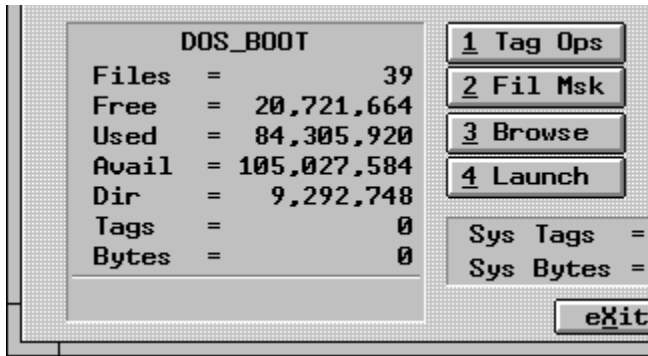 DOS_BOOT
Files = 39
Free = 20,721,664
Used = 84,305,920
Avail = 105,027,584
Dir = 9,292,748
Tags = 0
Bytes = 0
1 Tag Ops
2 Fil Msk
3 Browse
4 Launch
Sys Tags =
Sys Bytes =
eXit